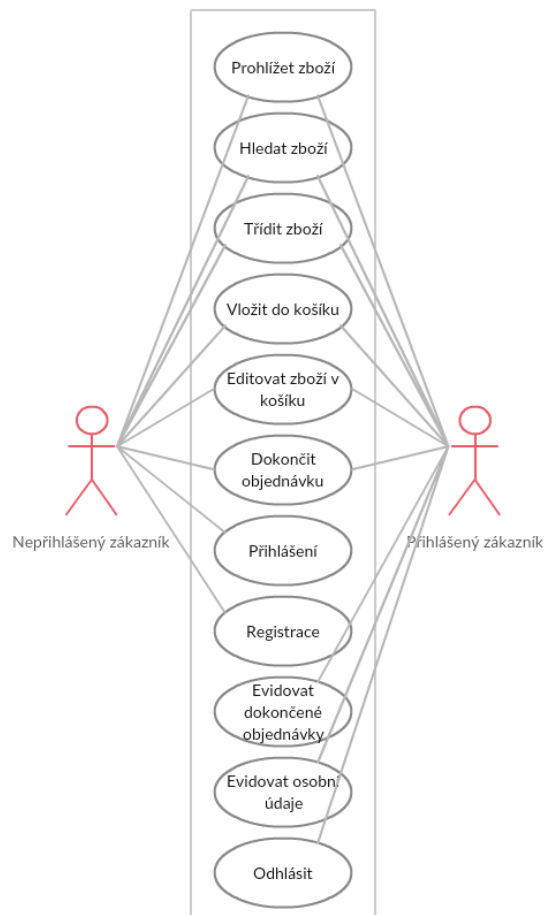 Prohlížet zboží
Hledat zboží
Třídit zboží
Vložit do košíku
Editovat zboží v
košíku
Dokončit
objednávku
Nepřihlášený zákazník
Přihlášený zákazník
Přihlášení
Registrace
Evidovat
dokončené
objednávky
Evidovat osobní
údaje
Odhlásit